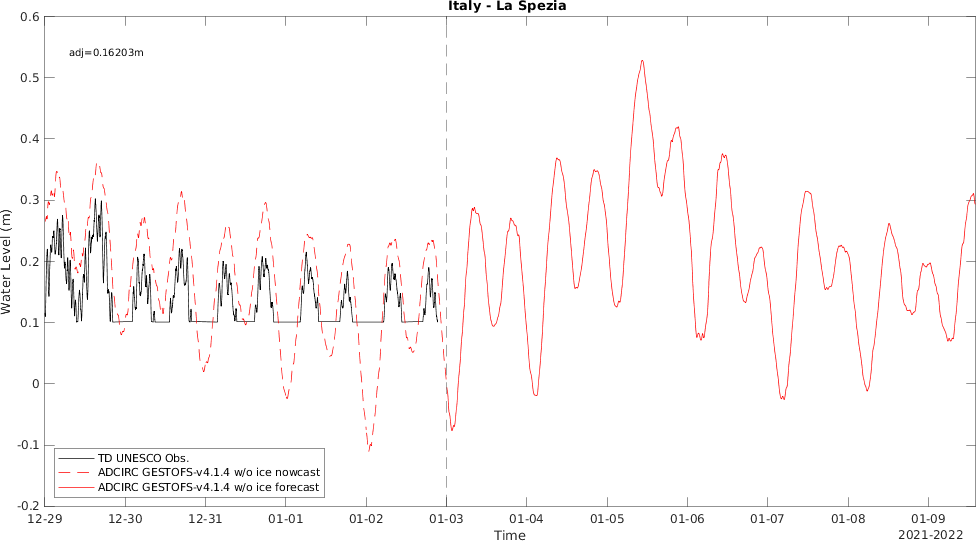 Italy - La Spezia
adj=0.16203m
Water Level (m)
0.6
0.5
0.4
0.3
0.2
0.1
0
-0.1
-0.2
TD UNESCO Obs.
ADCIRC GESTOFS-v4.1.4 w/o ice nowcast
ADCIRC GESTOFS-v4.1.4 w/o ice forecast
12-29 12-30 12-31 01-01 01-02 01-03 01-04 01-05 01-06 01-07 01-08 01-09
Time
2021-2022